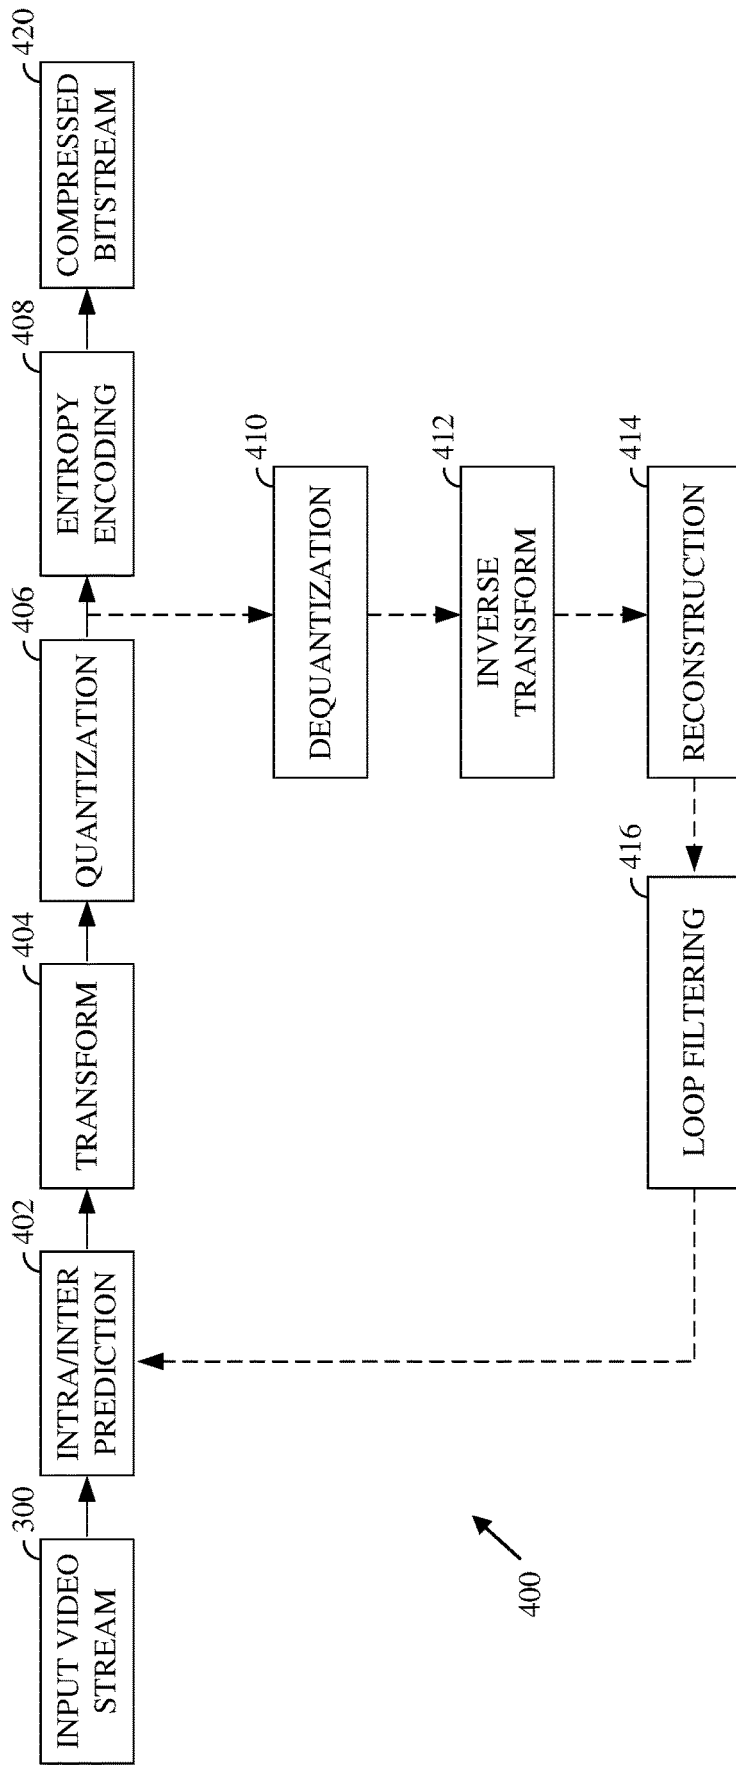 300
INPUT VIDEO
STREAM
402
INTRA/INTER
PREDICTION
404
TRANSFORM
406
QUANTIZATION
408
ENTROPY
ENCODING
420
COMPRESSED
BITSTREAM
410
DEQUANTIZATION
412
INVERSE
TRANSFORM
414
RECONSTRUCTION
416
LOOP FILTERING
400